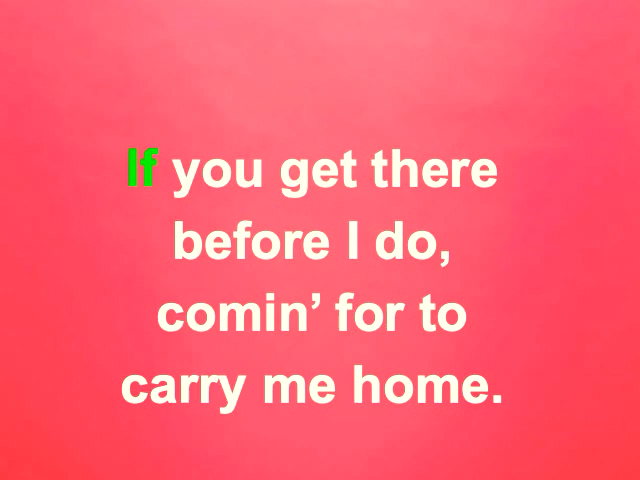 If you get there
before I do,
comin’ for to
carry me home.